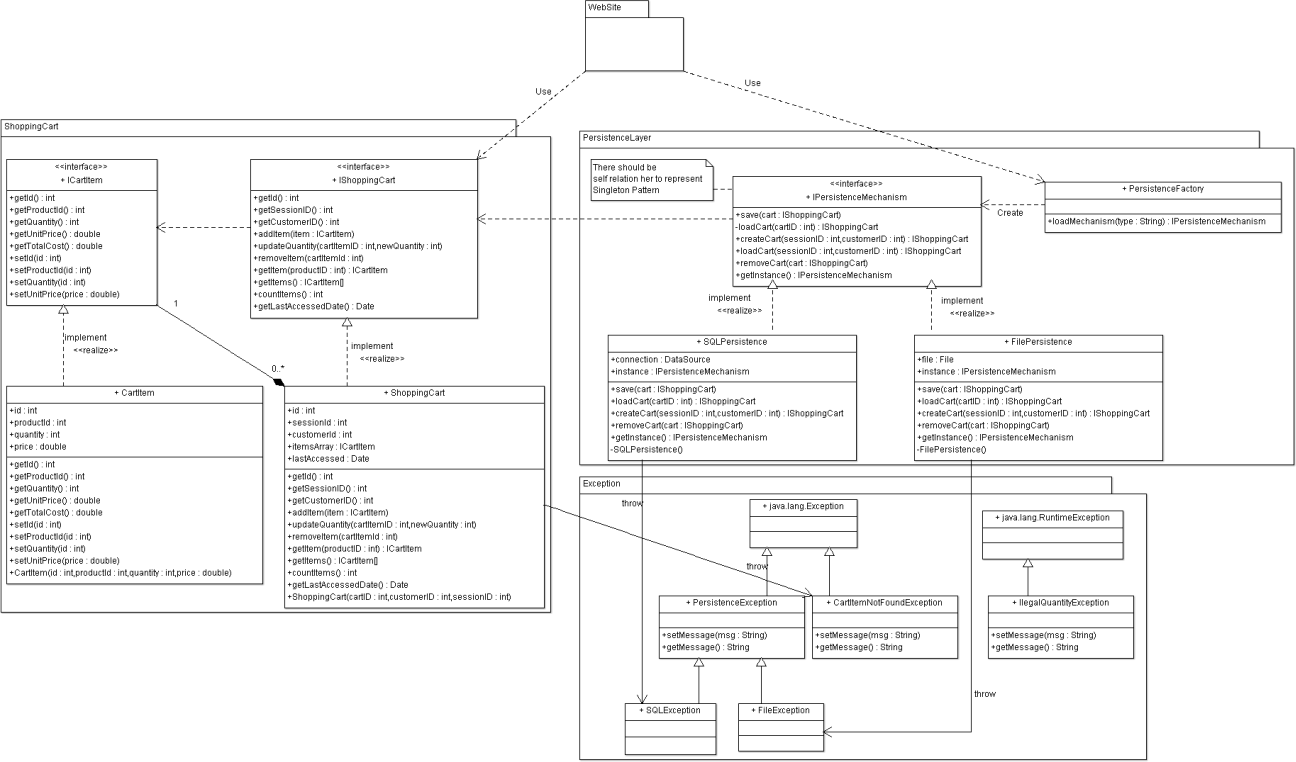 WebSite
Use
Use
ShoppingCart
<<interface>>
+ ICartItem
+getId() : int
+getProductId() : int
+getQuantity() : int
+getUnitPrice() : double
+getTotalCost() : double
+setId(id : int)
+setProductId(id : int)
+setQuantity(id : int)
+setUnitPrice(price : double)
<<interface>>
+ IShoppingCart
+getId() : int
+getSessionID() : int
+getCustomerID() : int
+addItem(item : ICartItem)
+updateQuantity(cartItemID : int,newQuantity : int)
+removeItem(cartItemId : int)
+getItem(productID : int) : ICartItem
+getItems() : ICartItem[]
+countItems() : int
+getLastAccessedDate() : Date
1
0..*
implement
<<realize>>
implement
<<realize>>
+ CartItem
+id : int
+productId : int
+quantity : int
+price : double
+getId() : int
+getProductId() : int
+getQuantity() : int
+getUnitPrice() : double
+getTotalCost() : double
+setId(id : int)
+setProductId(id : int)
+setQuantity(id : int)
+setUnitPrice(price : double)
+CartItem(id : int,productId : int,quantity : int,price : double)
+ ShoppingCart
+id : int
+sessionId : int
+customerId : int
+itemsArray : ICartItem
+lastAccessed : Date
+getId() : int
+getSessionID() : int
+getCustomerID() : int
+addItem(item : ICartItem)
+updateQuantity(cartItemID : int,newQuantity : int)
+removeItem(cartItemId : int)
+getItem(productID : int) : ICartItem
+getItems() : ICartItem[]
+countItems() : int
+getLastAccessedDate() : Date
+ShoppingCart(cartID : int,customerID : int,sessionID : int)
PersistenceLayer
There should be
self relation her to represent
Singleton Pattern
<<interface>>
+ IPersistenceMechanism
+save(cart : IShoppingCart)
-loadCart(cartID : int) : IShoppingCart
+createCart(sessionID : int,customerID : int) : IShoppingCart
+loadCart(sessionID : int,customerID : int) : IShoppingCart
+removeCart(cart : IShoppingCart)
+getInstance() : IPersistenceMechanism
Create
+ PersistenceFactory
+loadMechanism(type : String) : IPersistenceMechanism
implement
<<realize>>
implement
<<realize>>
+ SQLPersistence
+connection : DataSource
+instance : IPersistenceMechanism
+save(cart : IShoppingCart)
+loadCart(cartID : int) : IShoppingCart
+createCart(sessionID : int,customerID : int) : IShoppingCart
+removeCart(cart : IShoppingCart)
+getInstance() : IPersistenceMechanism
-SQLPersistence()
+ FilePersistence
+file : File
+instance : IPersistenceMechanism
+save(cart : IShoppingCart)
+loadCart(cartID : int) : IShoppingCart
+createCart(sessionID : int,customerID : int) : IShoppingCart
+removeCart(cart : IShoppingCart)
+getInstance() : IPersistenceMechanism
-FilePersistence()
Exception
throw
+ java.lang.Exception
+ java.lang.RuntimeException
throw
+ PersistenceException
+setMessage(msg : String)
+getMessage() : String
+ CartItemNotFoundException
+setMessage(msg : String)
+getMessage() : String
+ IlegalQuantityException
+setMessage(msg : String)
+getMessage() : String
throw
+ SQLException
+ FileException